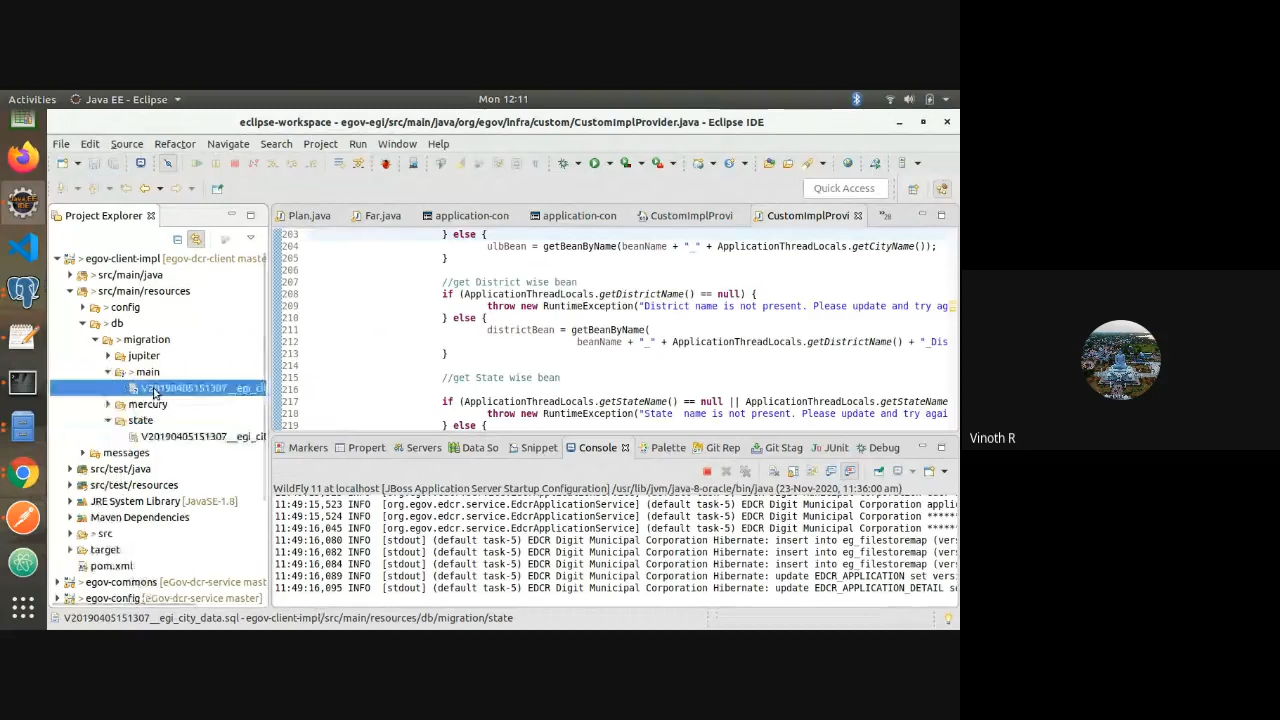 Activities
Java EE - Eclipse
Mon 12:11
eclipse-workspace - egov-egi/src/main/java/org/egov/infra/custom/CustomImplProvider.java - Eclipse IDE
File Edit Source Refactor Navigate Search Project Run Window Help
Quick Access
Project Explorer
Plan.java Far.java application-con application-con CustomImplProvi CustomImplProvi
> egov-client-impl [egov-dcr-client maste
> src/main/java
> src/main/resources
> config
> db
> migration
jupiter
> main
V20190405151307__egi_ci
mercury
state
V20190405151307__egi_cit
messages
src/test/java
src/test/resources
JRE System Library [JavaSE-1.8]
Maven Dependencies
> src
target
pom.xml
> egov-commons [eGov-dcr-service mast
> egov-config [eGov-dcr-service master]
203 } else {
204 ulbBean = getBeanByName(beanName + "_" + ApplicationThreadLocals.getCityName());
205 }
206
207 //get District wise bean
208 if (ApplicationThreadLocals.getDistrictName() == null) {
209 throw new RuntimeException("District name is not present. Please update and try ag
210 } else {
211 districtBean = getBeanByName(
212 beanName + "_" + ApplicationThreadLocals.getDistrictName() + "_Dis
213 }
214
215 //get State wise bean
216
217 if (ApplicationThreadLocals.getStateName() == null || ApplicationThreadLocals.getState
218 throw new RuntimeException("State  name is not present. Please update and try agai
219 } else {
Markers Propert Servers Data So Snippet Console Palette Git Rep Git Stag JUnit Debug
WildFly 11 at localhost [JBoss Application Server Startup Configuration] /usr/lib/jvm/java-8-oracle/bin/java (23-Nov-2020, 11:36:00 am)
11:49:15,523 INFO  [org.egov.edcr.service.EdcrApplicationService] (default task-5) EDCR Digit Municipal Corporation applic
11:49:15,524 INFO  [org.egov.edcr.service.EdcrApplicationService] (default task-5) EDCR Digit Municipal Corporation *****
11:49:16,045 INFO  [org.egov.edcr.service.EdcrApplicationService] (default task-5) EDCR Digit Municipal Corporation ******
11:49:16,080 INFO  [stdout] (default task-5) EDCR Digit Municipal Corporation Hibernate: insert into eg_filestoremap (vers
11:49:16,082 INFO  [stdout] (default task-5) EDCR Digit Municipal Corporation Hibernate: insert into eg_filestoremap (vers
11:49:16,084 INFO  [stdout] (default task-5) EDCR Digit Municipal Corporation Hibernate: insert into eg_filestoremap (vers
11:49:16,089 INFO  [stdout] (default task-5) EDCR Digit Municipal Corporation Hibernate: update EDCR_APPLICATION set vers
11:49:16,095 INFO  [stdout] (default task-5) EDCR Digit Municipal Corporation Hibernate: update EDCR_APPLICATION_DETAIL s
V20190405151307__egi_city_data.sql - egov-client-impl/src/main/resources/db/migration/state
Vinoth R